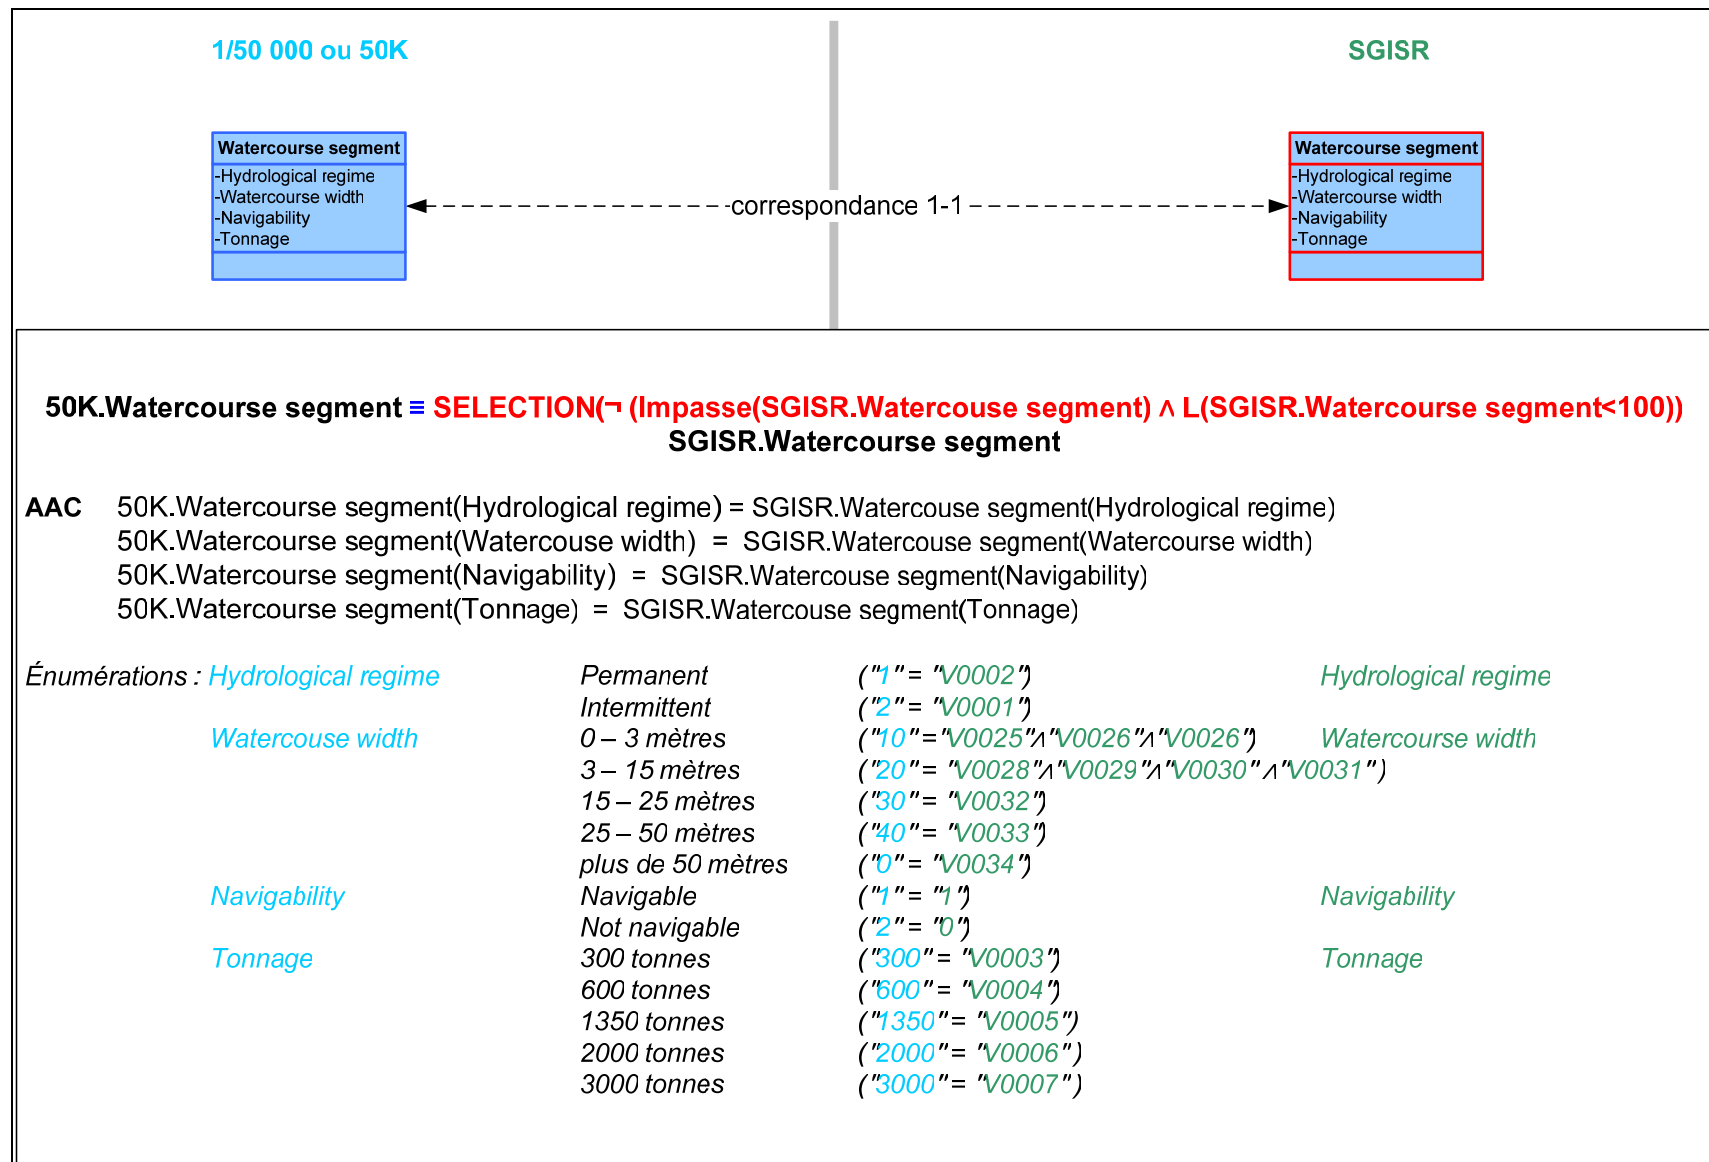 1/50 000 ou 50K
SGISR
Watercourse segment
-Hydrological regime
-Watercourse width
-Navigability
-Tonnage
correspondance 1-1
Watercourse segment
-Hydrological regime
-Watercourse width
-Navigability
-Tonnage
50K.Watercourse segment ≡ SELECTION(¬ (Impasse(SGISR.Watercouse segment) ∧ L(SGISR.Watercourse segment<100))
SGISR.Watercourse segment
AAC 50K.Watercourse segment(Hydrological regime) = SGISR.Watercouse segment(Hydrological regime)
50K.Watercourse segment(Watercouse width) = SGISR.Watercouse segment(Watercourse width)
50K.Watercourse segment(Navigability) = SGISR.Watercouse segment(Navigability)
50K.Watercourse segment(Tonnage) = SGISR.Watercouse segment(Tonnage)
Énumérations : Hydrological regime Permanent ("1" = "V0002") Hydrological regime
Intermittent ("2" = "V0001")
Watercouse width 0 – 3 mètres ("10" ="V0025"∧"V0026"∧"V0026") Watercourse width
3 – 15 mètres ("20" = "V0028"∧"V0029"∧"V0030" ∧"V0031" )
15 – 25 mètres ("30" = "V0032")
25 – 50 mètres ("40" = "V0033")
plus de 50 mètres ("0" = "V0034")
Navigability Navigable ("1" = "1") Navigability
Not navigable ("2" = "0")
Tonnage 300 tonnes ("300" = "V0003") Tonnage
600 tonnes ("600" = "V0004")
1350 tonnes ("1350" = "V0005")
2000 tonnes ("2000" = "V0006" )
3000 tonnes ("3000" = "V0007" )